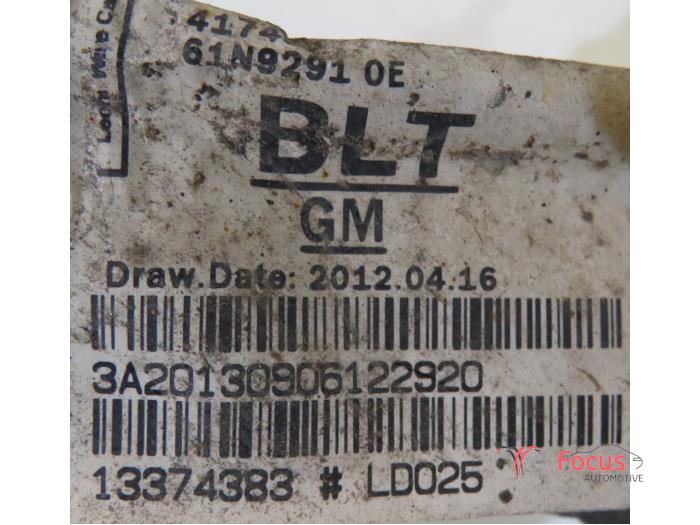 4174
61N9291 0E
BLT
GM
Draw.Date: 2012.04.16
3A20130906122920
13374383 # LD025
Focus
AUTOMOTIVE